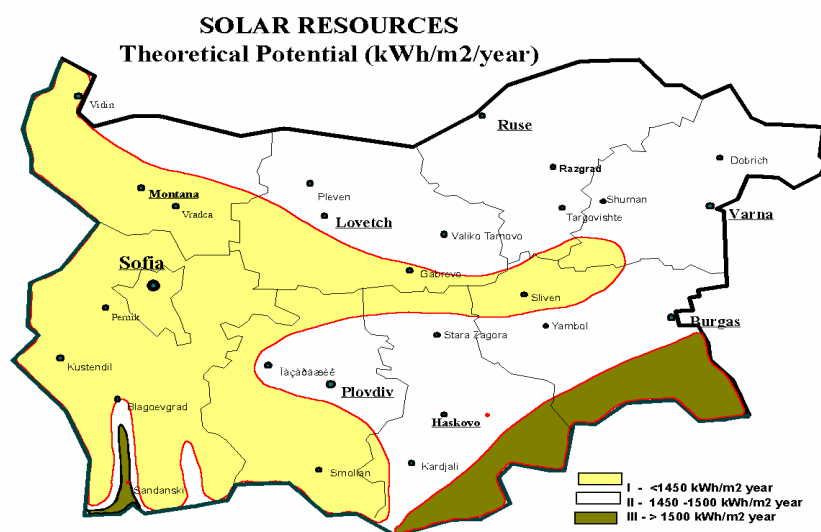 SOLAR RESOURCES
Theoretical Potential (kWh/m2/year)
Vidin
Ruse
Montana
Vradca
Pleven
Lovetch
Valiko Tarnovo
Razgrad
Targovishte
Shuman
Dobrich
Varna
Sofia
Pernik
Gabrevo
Sliven
Burgas
Kustendil
Stara Zagora
Yambol
Ïàçàðäæèê
Plovdiv
Blagoevgrad
Haskovo
Sandanski
Smolian
Kardjali
I - <1450 kWh/m2 year
II - 1450 -1500 kWh/m2 year
III - > 1500 kWh/m2 year